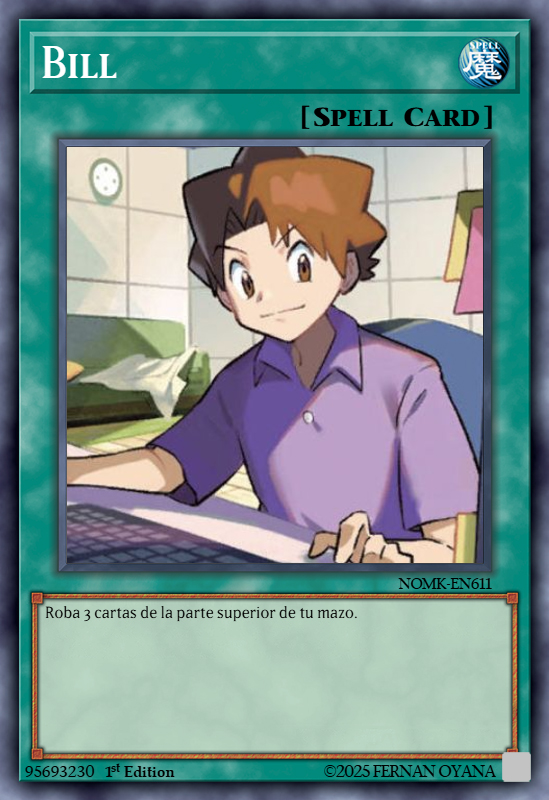 Bill
SPELL
魔
[Spell Card]
NOMK-EN611
Roba 3 cartas de la parte superior de tu mazo.
95693230 1st Edition ©2025 FERNAN OYANA